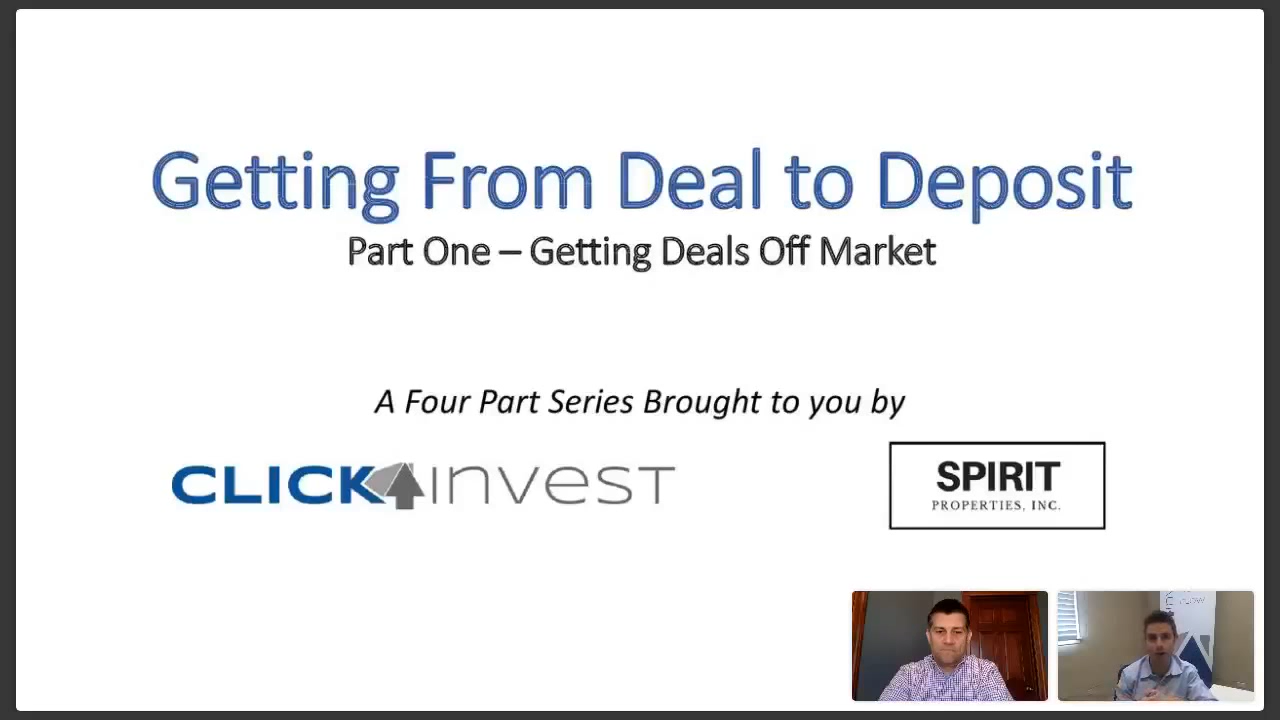 Getting From Deal to Deposit
Part One – Getting Deals Off Market
A Four Part Series Brought to you by
CLICK invest
SPIRIT
PROPERTIES, INC.